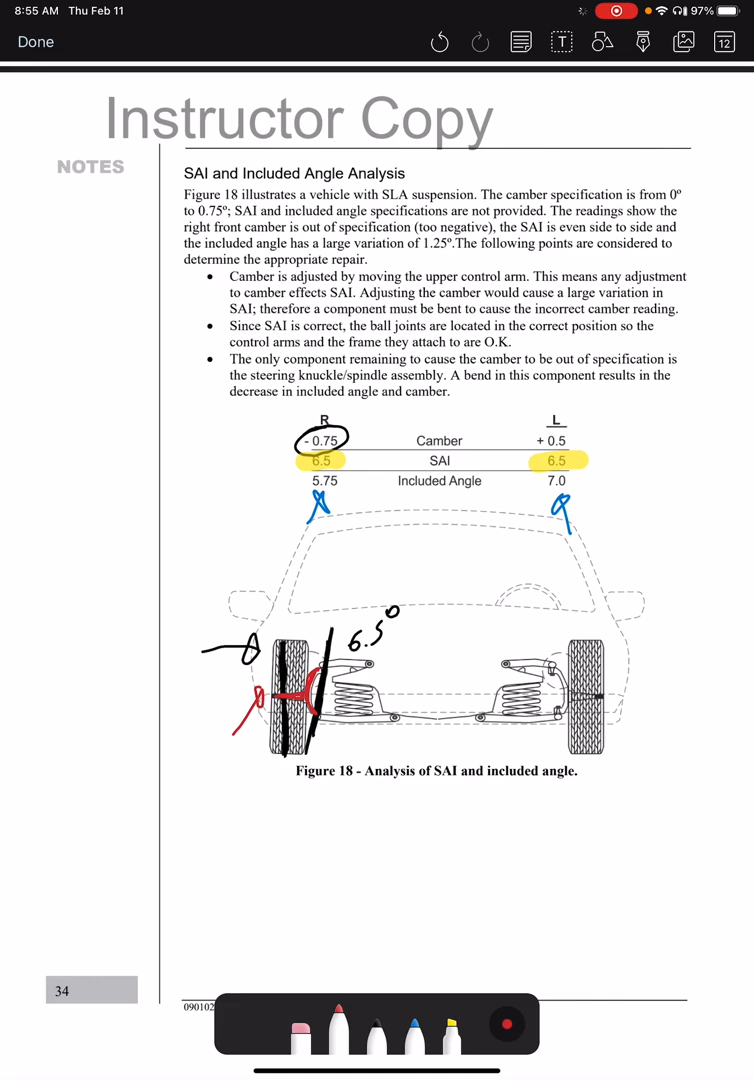 8:55 AM Thu Feb 11
97%
Done
T
12
Instructor Copy
NOTES
SAI and Included Angle Analysis
Figure 18 illustrates a vehicle with SLA suspension. The camber specification is from 0º
to 0.75º; SAI and included angle specifications are not provided. The readings show the
right front camber is out of specification (too negative), the SAI is even side to side and
the included angle has a large variation of 1.25º.The following points are considered to
determine the appropriate repair.
• Camber is adjusted by moving the upper control arm. This means any adjustment
to camber effects SAI. Adjusting the camber would cause a large variation in
SAI; therefore a component must be bent to cause the incorrect camber reading.
• Since SAI is correct, the ball joints are located in the correct position so the
control arms and the frame they attach to are O.K.
• The only component remaining to cause the camber to be out of specification is
the steering knuckle/spindle assembly. A bend in this component results in the
decrease in included angle and camber.
R L
- 0.75 Camber + 0.5
6.5 SAI 6.5
5.75 Included Angle 7.0
6.5º
Figure 18 - Analysis of SAI and included angle.
34
090102